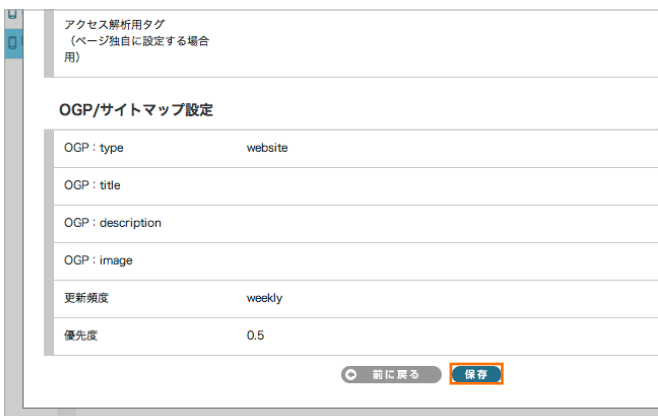 アクセス解析用タグ
（ページ独自に設定する場合
用）
OGP/サイトマップ設定
OGP：type website
OGP：title
OGP：description
OGP：image
更新頻度 weekly
優先度 0.5
前に戻る 保存